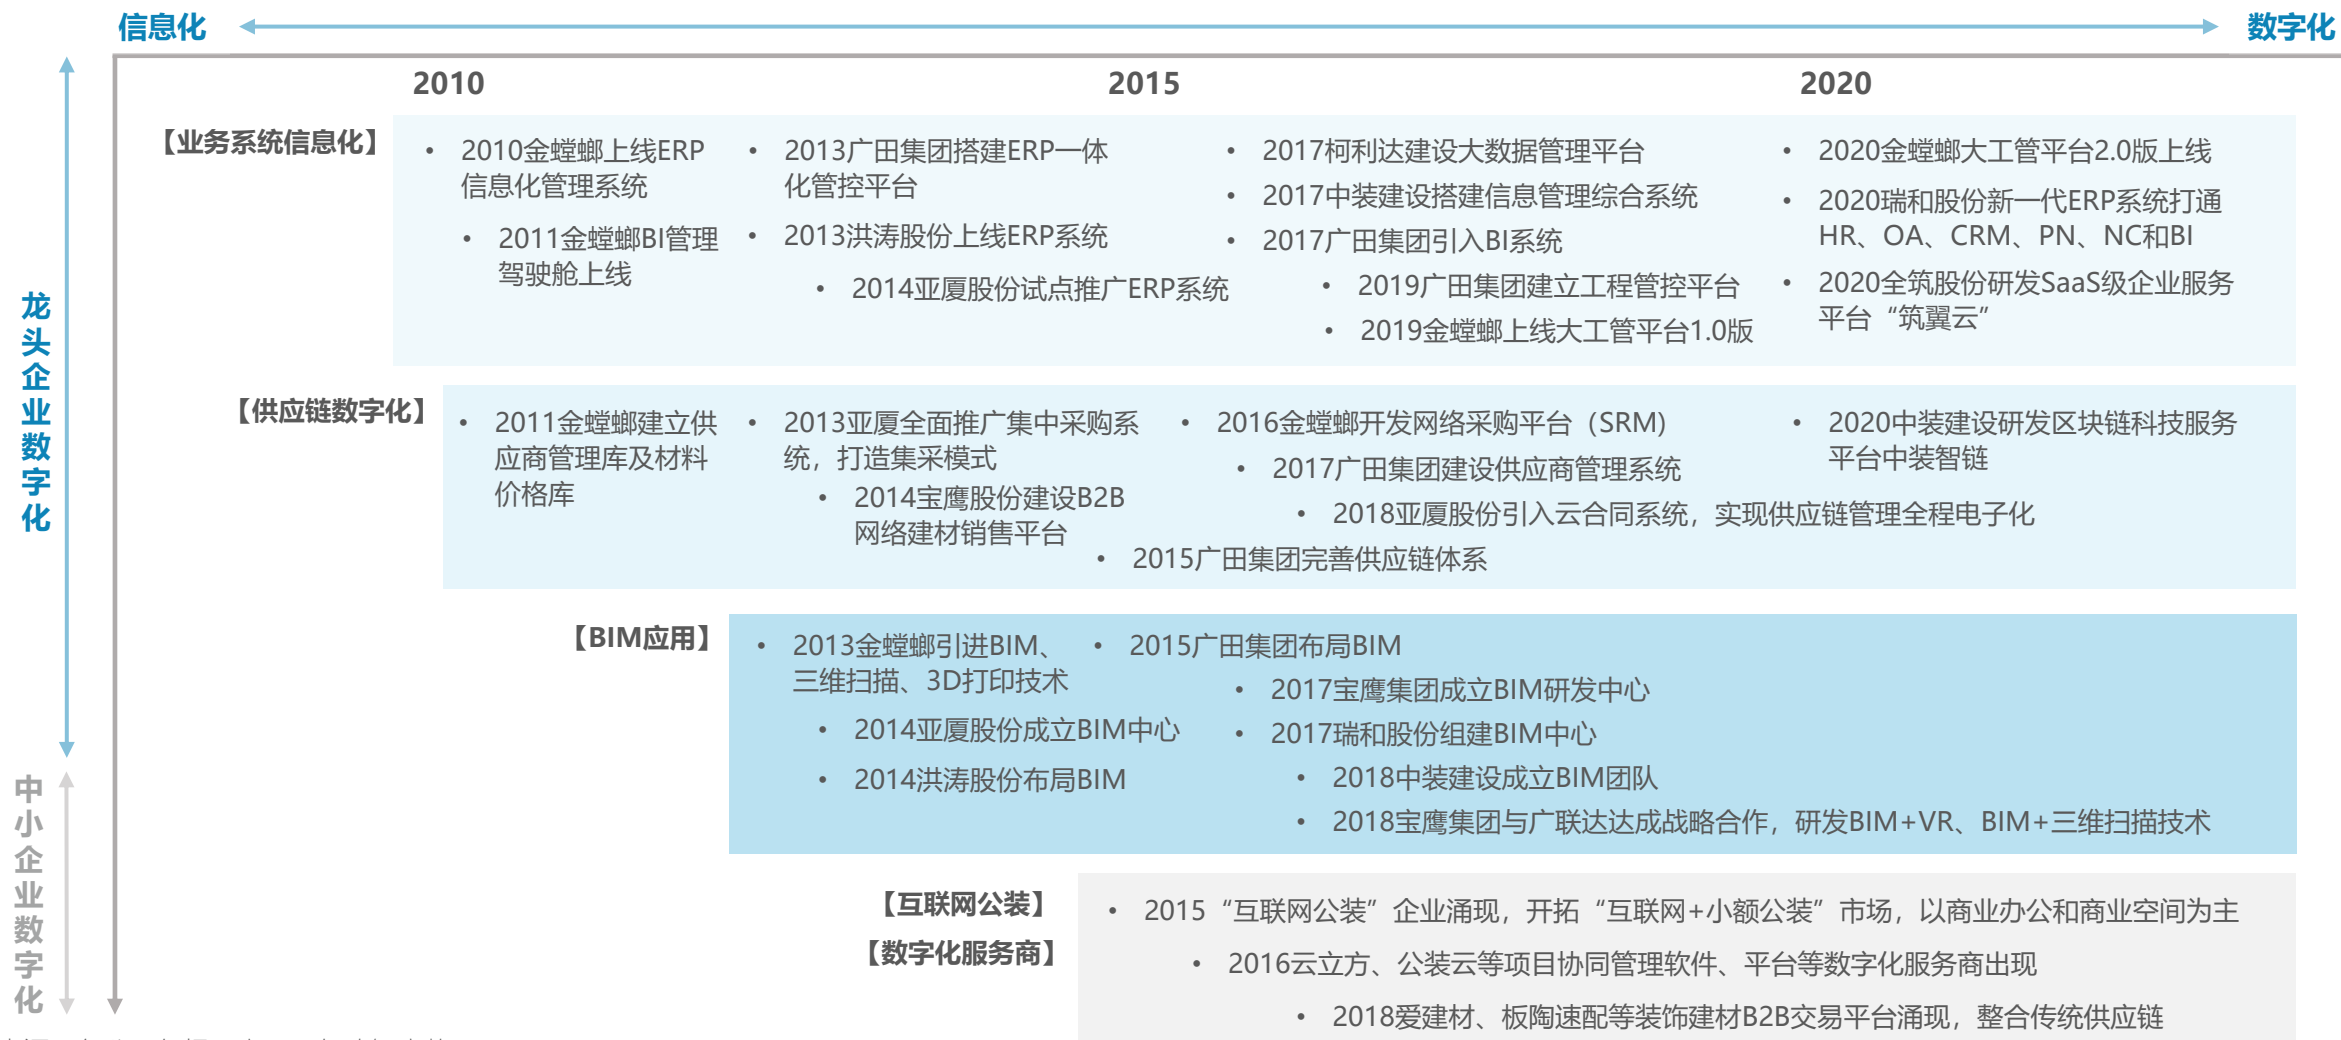 信息化
数字化
2010
2015
2020
龙头企业数字化
中小企业数字化
【业务系统信息化】
• 2010金螳螂上线ERP
信息化管理系统
• 2011金螳螂BI管理
驾驶舱上线
• 2013广田集团搭建ERP一体
化管控平台
• 2013洪涛股份上线ERP系统
• 2014亚厦股份试点推广ERP系统
• 2017柯利达建设大数据管理平台
• 2017中装建设搭建信息管理综合系统
• 2017广田集团引入BI系统
• 2019广田集团建立工程管控平台
• 2019金螳螂上线大工管平台1.0版
• 2020金螳螂大工管平台2.0版上线
• 2020瑞和股份新一代ERP系统打通
HR、OA、CRM、PN、NC和BI
• 2020全筑股份研发SaaS级企业服务
平台“筑翼云”
【供应链数字化】
• 2011金螳螂建立供
应商管理库及材料
价格库
• 2013亚厦全面推广集中采购系
统，打造集采模式
• 2014宝鹰股份建设B2B
网络建材销售平台
• 2015广田集团完善供应链体系
• 2016金螳螂开发网络采购平台（SRM)
• 2017广田集团建设供应商管理系统
• 2018亚厦股份引入云合同系统，实现供应链管理全程电子化
• 2020中装建设研发区块链科技服务
平台中装智链
【BIM应用】
• 2013金螳螂引进BIM、
三维扫描、3D打印技术
• 2014亚厦股份成立BIM中心
• 2014洪涛股份布局BIM
• 2015广田集团布局BIM
• 2017宝鹰集团成立BIM研发中心
• 2017瑞和股份组建BIM中心
• 2018中装建设成立BIM团队
• 2018宝鹰集团与广联达达成战略合作，研发BIM+VR、BIM+三维扫描技术
【互联网公装】
【数字化服务商】
• 2015“互联网公装”企业涌现，开拓“互联网+小额公装”市场，以商业办公和商业空间为主
• 2016云立方、公装云等项目协同管理软件、平台等数字化服务商出现
• 2018爱建材、板陶速配等装饰建材B2B交易平台涌现，整合传统供应链